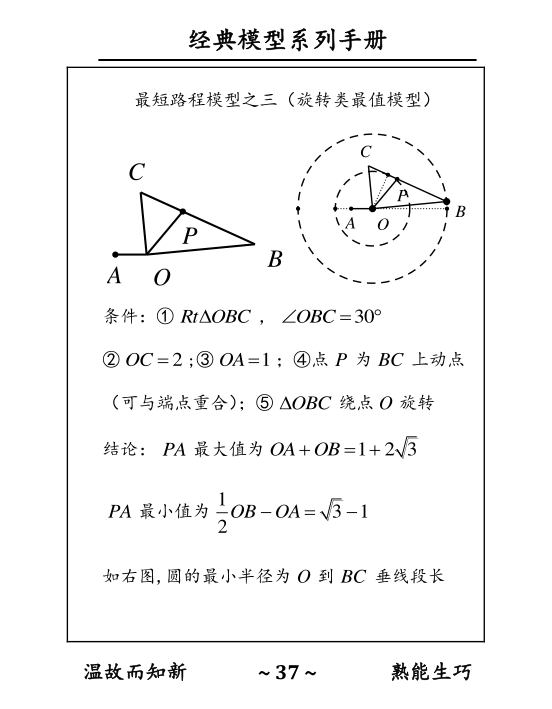 经典模型系列手册
最短路程模型之三（旋转类最值模型）
C
P
B
A
O
C
P
B
A
O
条件：① Rt△OBC ， ∠OBC=30°
② OC=2 ;③ OA=1 ；④点 P 为 BC 上动点
（可与端点重合）；⑤ △OBC 绕点 O 旋转
结论： PA 最大值为 OA+OB=1+2√3
PA 最小值为 1/2 OB−OA=√3−1
如右图,圆的最小半径为 O 到 BC 垂线段长
温故而知新 ~ 37 ~ 熟能生巧